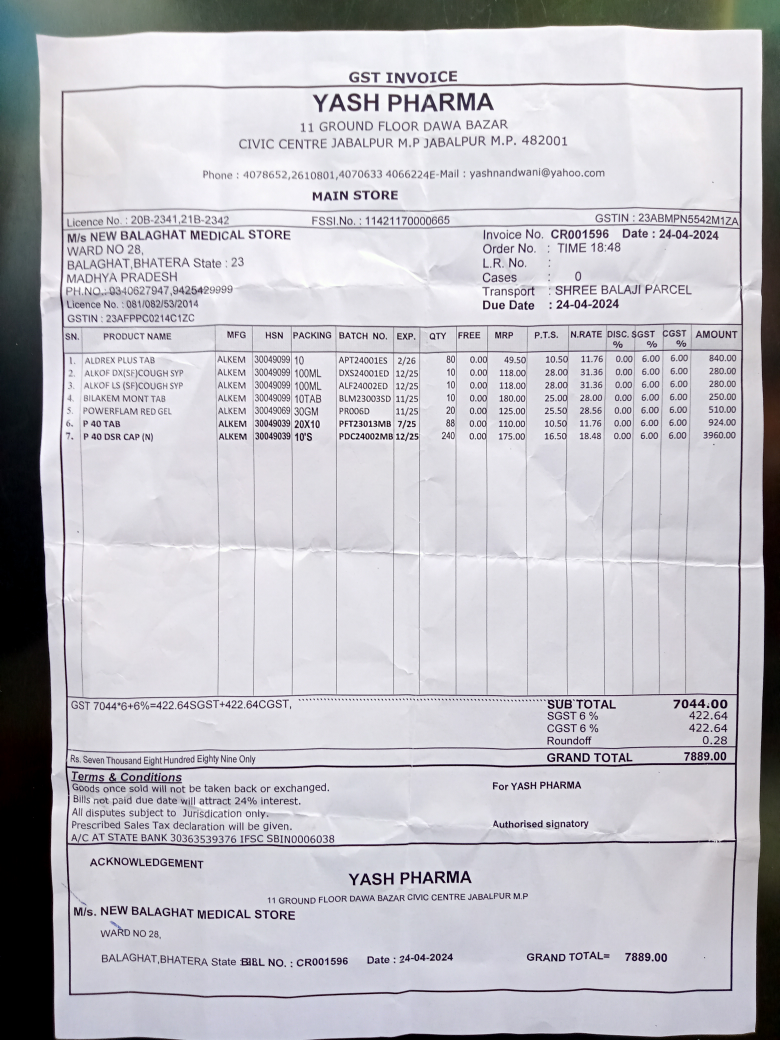 GST INVOICE
YASH PHARMA
11 GROUND FLOOR DAWA BAZAR
CIVIC CENTRE JABALPUR M.P JABALPUR M.P. 482001
Phone : 4078652,2610801,4070633 4066224E-Mail : yashnandwani@yahoo.com
MAIN STORE
Licence No. : 20B-2341,21B-2342 FSSI.No. : 11421170000665 GSTIN : 23ABMPN5542M1ZA
M/s NEW BALAGHAT MEDICAL STORE Invoice No. CR001596 Date : 24-04-2024
WARD NO 28, Order No. : TIME 18:48
BALAGHAT,BHATERA State : 23 L.R. No. :
MADHYA PRADESH Cases : 0
PH.NO.:0340627947,9425429999 Transport : SHREE BALAJI PARCEL
Licence No. : 081/082/53/2014 Due Date : 24-04-2024
GSTIN : 23AFPPC0214C1ZC
SN. PRODUCT NAME MFG HSN PACKING BATCH NO. EXP. QTY FREE MRP P.T.S. N.RATE DISC. % SGST % CGST % AMOUNT
1. ALDREX PLUS TAB ALKEM 30049099 10 APT24001ES 2/26 80 0.00 49.50 10.50 11.76 0.00 6.00 6.00 840.00
2. ALKOF DX(SF)COUGH SYP ALKEM 30049099 100ML DXS24001ED 12/25 10 0.00 118.00 28.00 31.36 0.00 6.00 6.00 280.00
3. ALKOF LS (SF)COUGH SYP ALKEM 30049099 100ML ALF24002ED 12/25 10 0.00 118.00 28.00 31.36 0.00 6.00 6.00 280.00
4. BILAKEM MONT TAB ALKEM 30049099 10TAB BLM23003SD 11/25 10 0.00 180.00 25.00 28.00 0.00 6.00 6.00 250.00
5. POWERFLAM RED GEL ALKEM 30049069 30GM PR006D 11/25 20 0.00 125.00 25.50 28.56 0.00 6.00 6.00 510.00
6. P 40 TAB ALKEM 30049039 20X10 PFT23013MB 7/25 88 0.00 110.00 10.50 11.76 0.00 6.00 6.00 924.00
7. P 40 DSR CAP (N) ALKEM 30049039 10'S PDC24002MB 12/25 240 0.00 175.00 16.50 18.48 0.00 6.00 6.00 3960.00
GST 7044*6+6%=422.64SGST+422.64CGST, SUB TOTAL 7044.00
SGST 6 % 422.64
CGST 6 % 422.64
Roundoff 0.28
Rs. Seven Thousand Eight Hundred Eighty Nine Only GRAND TOTAL 7889.00
Terms & Conditions
Goods once sold will not be taken back or exchanged. For YASH PHARMA
Bills not paid due date will attract 24% interest.
All disputes subject to Jurisdication only.
Prescribed Sales Tax declaration will be given. Authorised signatory
A/C AT STATE BANK 30363539376 IFSC SBIN0006038
ACKNOWLEDGEMENT
YASH PHARMA
11 GROUND FLOOR DAWA BAZAR CIVIC CENTRE JABALPUR M.P
M/s. NEW BALAGHAT MEDICAL STORE
WARD NO 28,
BALAGHAT,BHATERA State BILL NO. : CR001596 Date : 24-04-2024 GRAND TOTAL= 7889.00